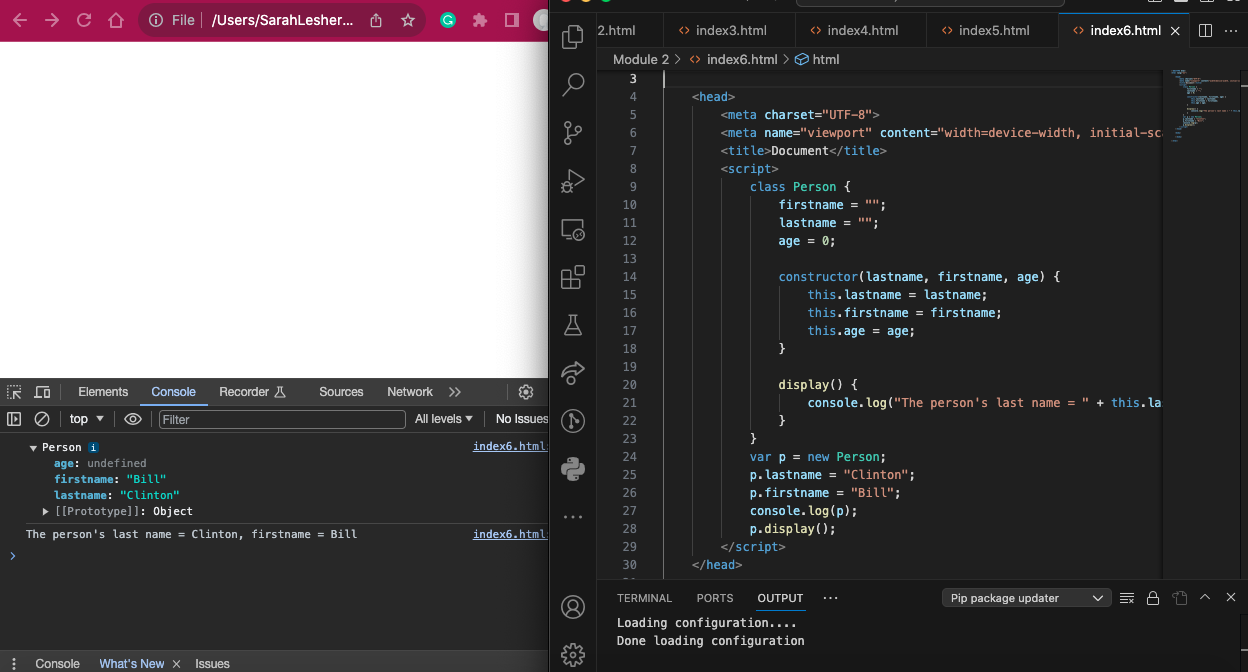 File
/Users/SarahLesher...
Elements
Console
Recorder
Sources
Network
top
Filter
All levels
No Issues
Person
index6.html:
age: undefined
firstname: "Bill"
lastname: "Clinton"
[[Prototype]]: Object
The person's last name = Clinton, firstname = Bill
index6.html:
Console
What's New
Issues
2.html
index3.html
index4.html
index5.html
index6.html
Module 2 > index6.html > html
3
4 <head>
5 <meta charset="UTF-8">
6 <meta name="viewport" content="width=device-width, initial-sca
7 <title>Document</title>
8 <script>
9 class Person {
10 firstname = "";
11 lastname = "";
12 age = 0;
13
14 constructor(lastname, firstname, age) {
15 this.lastname = lastname;
16 this.firstname = firstname;
17 this.age = age;
18 }
19
20 display() {
21 console.log("The person's last name = " + this.la
22 }
23 }
24 var p = new Person;
25 p.lastname = "Clinton";
26 p.firstname = "Bill";
27 console.log(p);
28 p.display();
29 </script>
30 </head>
TERMINAL
PORTS
OUTPUT
Pip package updater
Loading configuration....
Done loading configuration